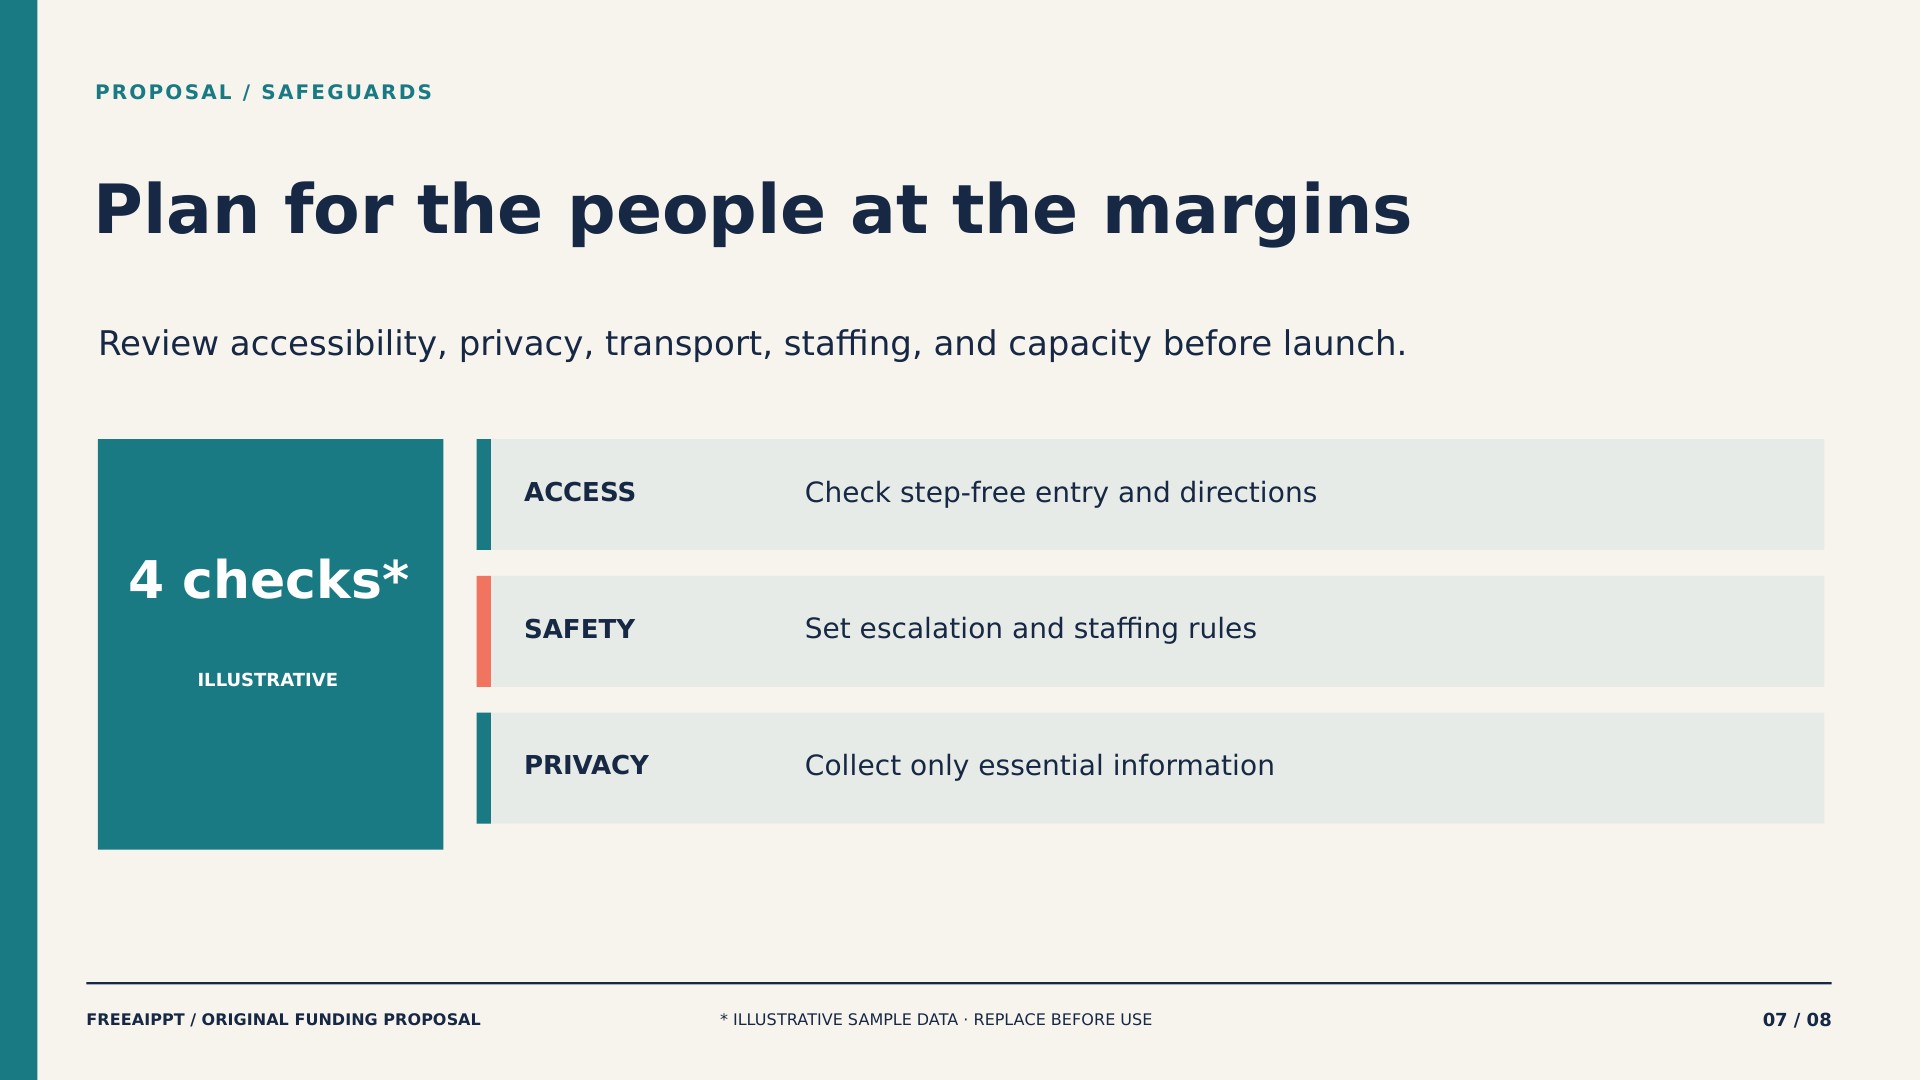 PROPOSAL / SAFEGUARDS
Plan for the people at the margins
Review accessibility, privacy, transport, staffing, and capacity before launch.
4 checks*
ILLUSTRATIVE
ACCESS Check step-free entry and directions
SAFETY Set escalation and staffing rules
PRIVACY Collect only essential information
FREEAIPPT / ORIGINAL FUNDING PROPOSAL * ILLUSTRATIVE SAMPLE DATA · REPLACE BEFORE USE 07 / 08